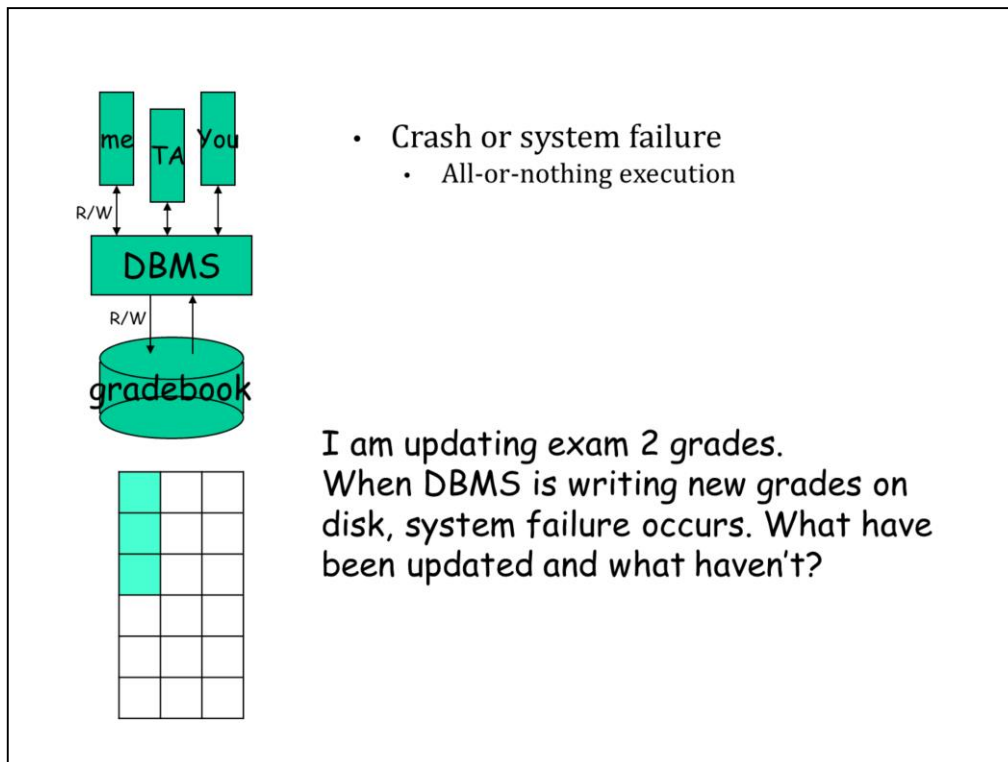 me
TA
You
R/W
DBMS
R/W
gradebook
• Crash or system failure
• All-or-nothing execution
I am updating exam 2 grades.
When DBMS is writing new grades on
disk, system failure occurs. What have
been updated and what haven’t?